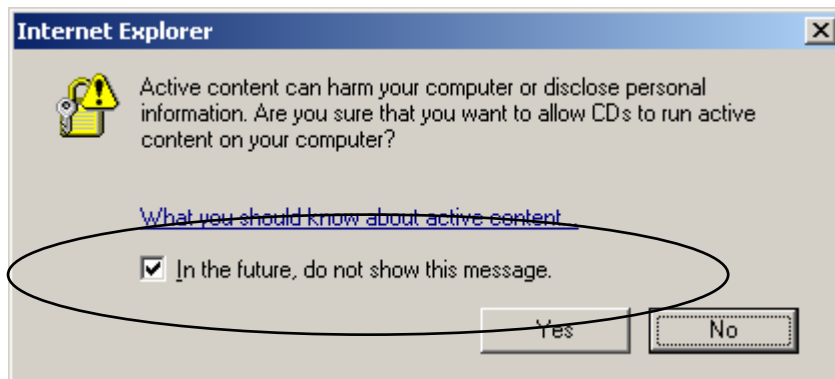 Internet Explorer
Active content can harm your computer or disclose personal
information. Are you sure that you want to allow CDs to run active
content on your computer?
What you should know about active content...
In the future, do not show this message.
Yes No